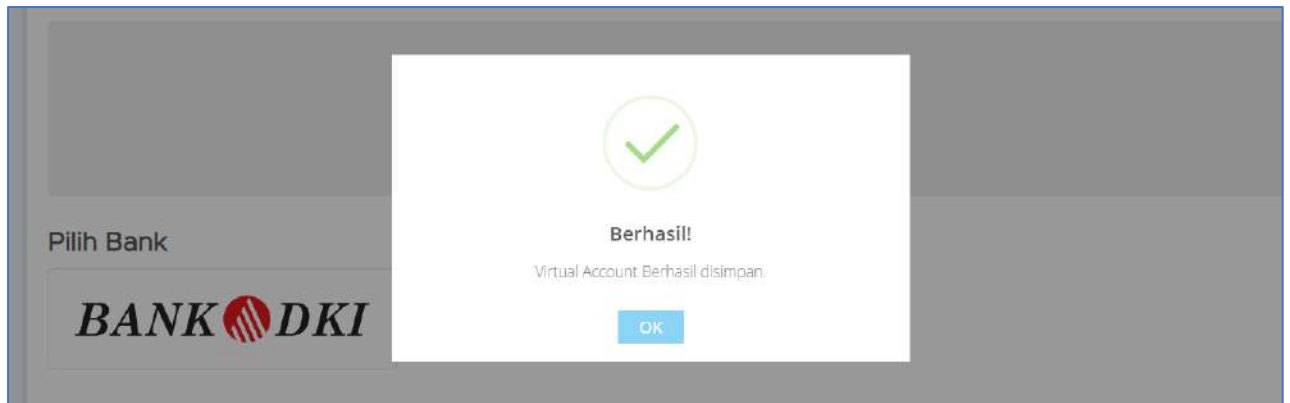 Berhasil!
Pilih Bank
Virtual Account Berhasil disimpan
BANK DKI
OK